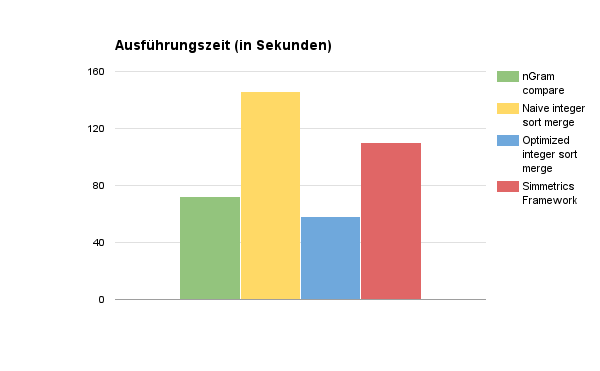 Ausführungszeit (in Sekunden)
160
120
80
40
0
nGram
compare
Naive integer
sort merge
Optimized
integer sort
merge
Simmetrics
Framework